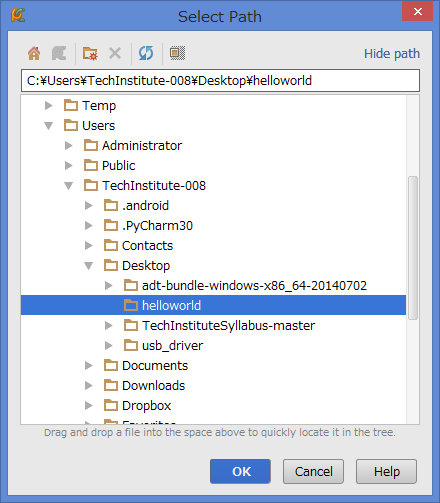 Select Path
Hide path
C:¥Users¥TechInstitute-008¥Desktop¥helloworld
Temp
Users
Administrator
Public
TechInstitute-008
.android
.PyCharm30
Contacts
Desktop
adt-bundle-windows-x86_64-20140702
helloworld
TechInstituteSyllabus-master
usb_driver
Documents
Downloads
Dropbox
Favorites
Drag and drop a file into the space above to quickly locate it in the tree.
OK Cancel Help